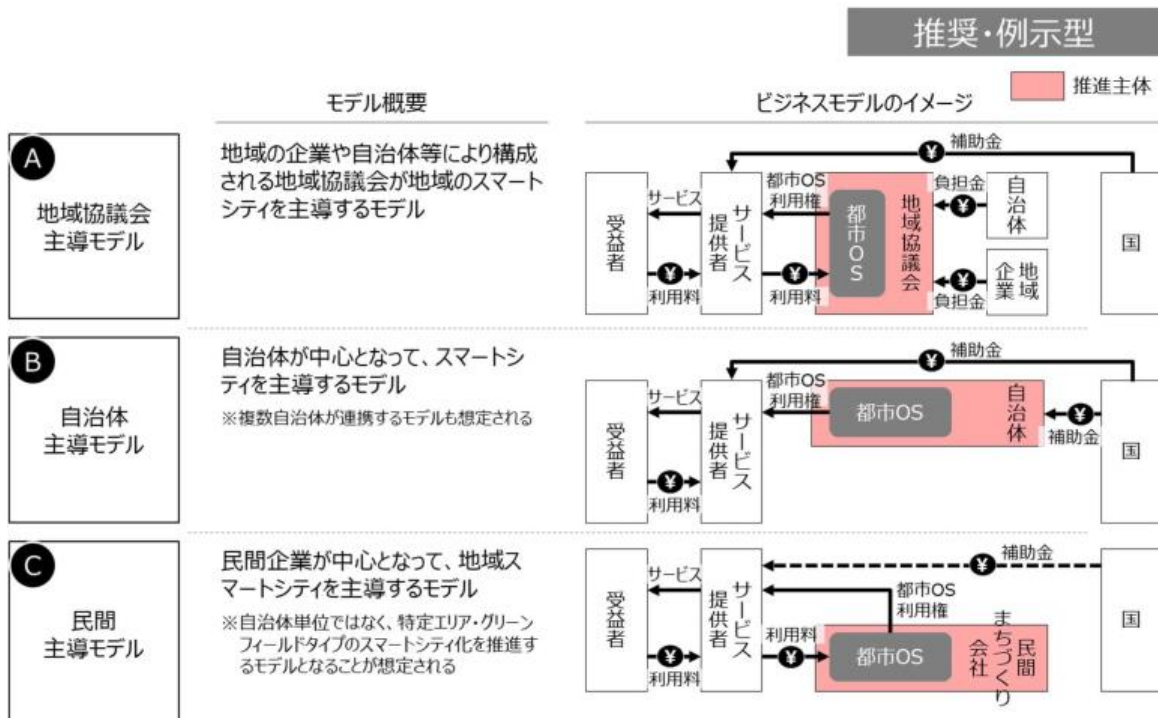 推奨・例示型
推進主体
モデル概要
ビジネスモデルのイメージ
A
地域協議会
主導モデル
地域の企業や自治体等により構成
される地域協議会が地域のスマート
シティを主導するモデル
¥
補助金
受益者
サービス
¥
利用料
サービス
提供者
都市OS
利用権
¥
利用料
都市OS
地域協議会
負担金
¥
自治体
¥
負担金
地域
企業
国
B
自治体
主導モデル
自治体が中心となって、スマートシ
ティを主導するモデル
※複数自治体が連携するモデルも想定される
¥
補助金
受益者
サービス
¥
利用料
サービス
提供者
都市OS
利用権
都市OS
自治体
¥
補助金
国
C
民間
主導モデル
民間企業が中心となって、地域ス
マートシティを主導するモデル
※自治体単位ではなく、特定エリア・グリーン
フィールドタイプのスマートシティ化を推進す
るモデルとなることが想定される
¥
補助金
受益者
サービス
¥
利用料
サービス
提供者
都市OS
利用権
利用料
¥
都市OS
民間
まちづくり
会社
国